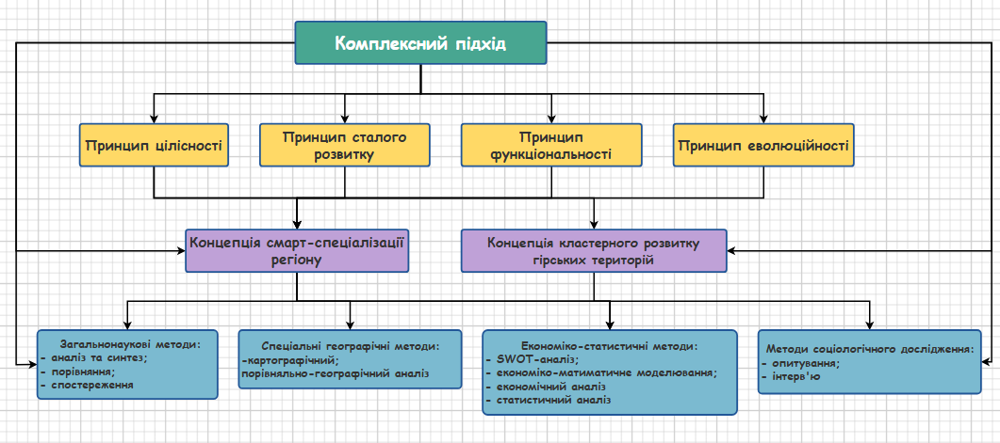 Комплексний підхід
Принцип цілісності
Принцип сталого
розвитку
Принцип
функціональності
Принцип еволюційності
Концепція смарт-спеціалізації
регіону
Концепція кластерного розвитку
гірських територій
Загальнонаукові методи:
- аналіз та синтез;
- порівняння;
- спостереження
Спеціальні географічні методи:
-картографічний;
порівняльно-географічний аналіз
Економіко-статистичні методи:
- SWOT-аналіз;
- економіко-матиматичне моделювання;
- економічний аналіз
- статистичний аналіз
Методи соціологічного дослідження:
- опитування;
- інтерв'ю